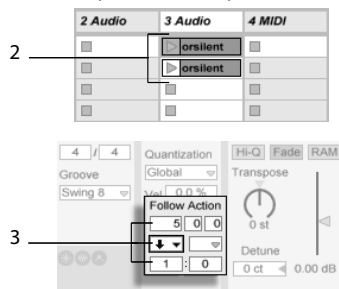 2 Audio 3 Audio 4 MIDI
2
orsilent
orsilent
4 / 4 Quantization Hi-Q Fade RAM
Groove Global Transpose
Swing 8 Vel 0.0 %
Follow Action
5 0 0 0 st
3
Detune
1 : 0 0 ct 0.00 dB